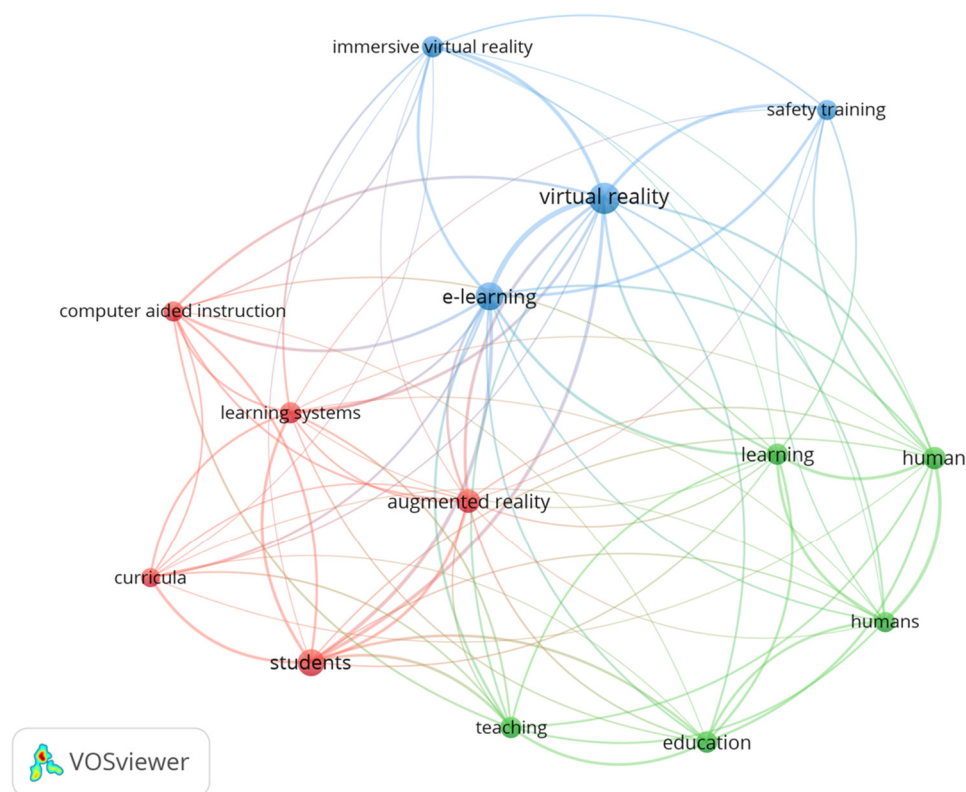 immersive virtual reality
safety training
virtual reality
e-learning
computer aided instruction
learning systems
learning
human
augmented reality
curricula
humans
students
teaching
education
VOSviewer